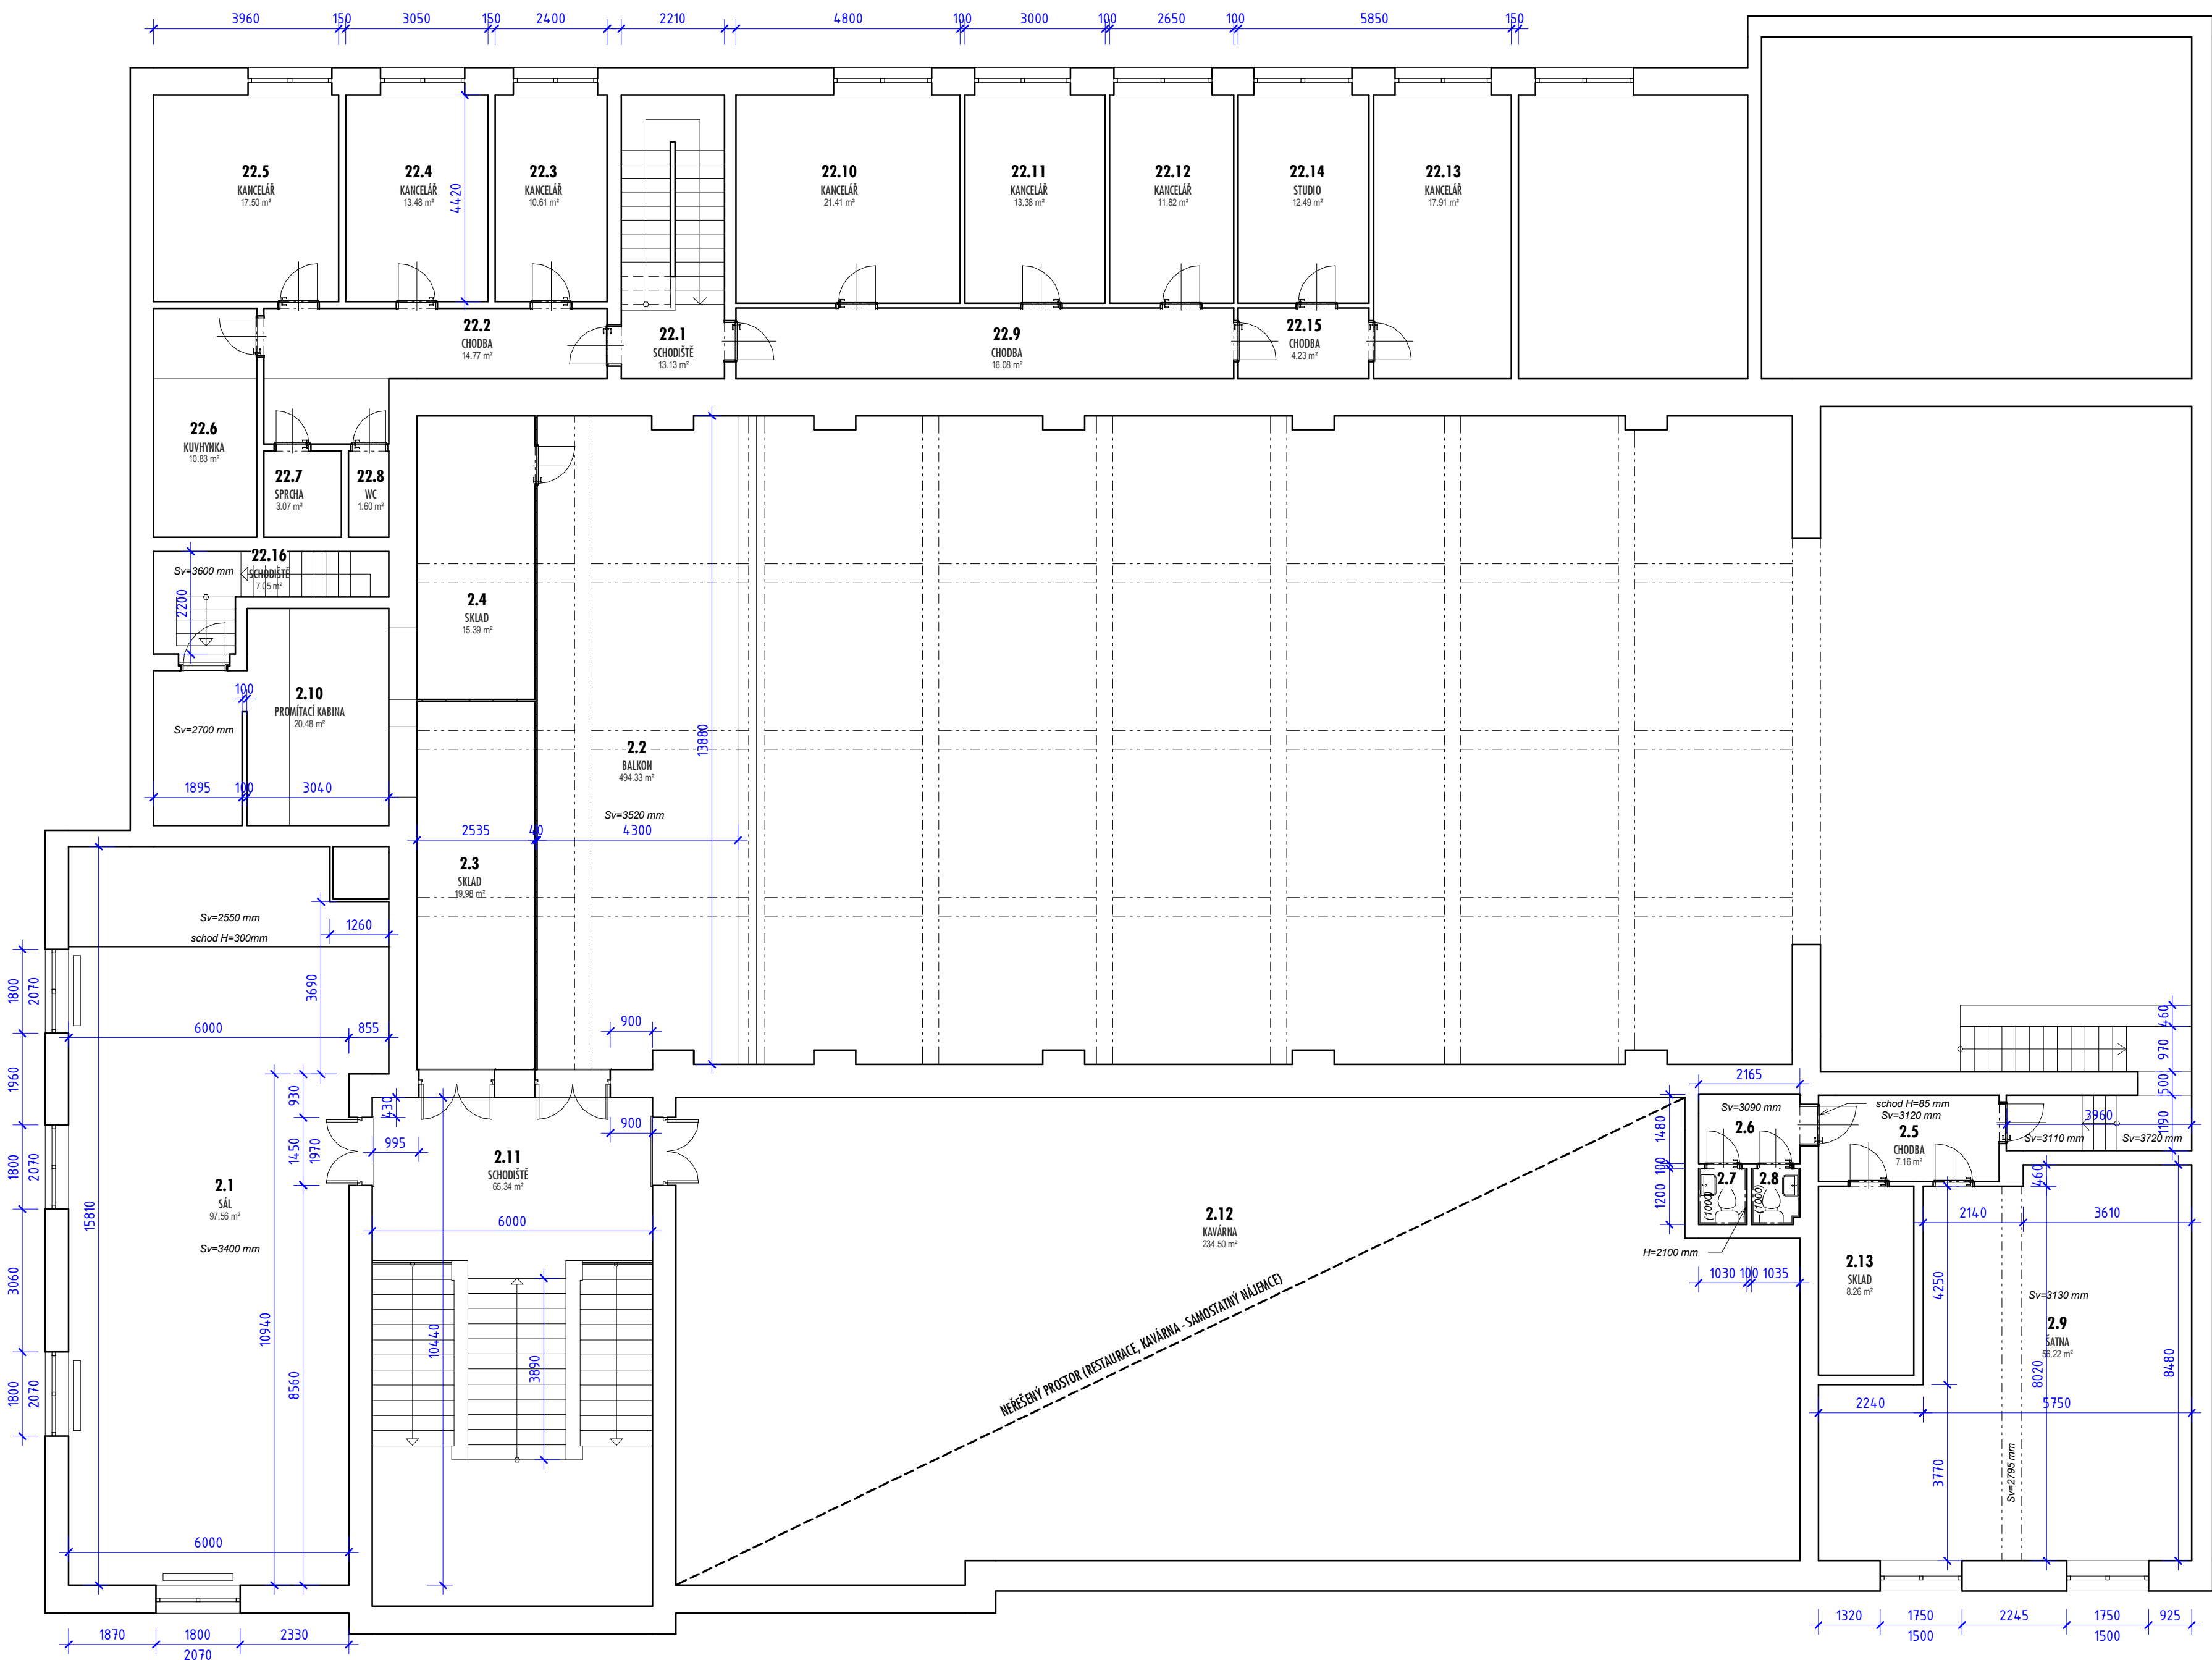 3960 150 3050 150 2400 2210 4800 100 3000 100 2650 100 5850 150
22.5
KANCELÁŘ
17.50 m²
22.4
KANCELÁŘ
13.48 m²
4420
22.3
KANCELÁŘ
10.61 m²
22.10
KANCELÁŘ
21.41 m²
22.11
KANCELÁŘ
13.38 m²
22.12
KANCELÁŘ
11.82 m²
22.14
STUDIO
12.49 m²
22.13
KANCELÁŘ
17.91 m²
22.2
CHODBA
14.77 m²
22.1
SCHODIŠTĚ
13.13 m²
22.9
CHODBA
16.08 m²
22.15
CHODBA
4.23 m²
22.6
KUVHYNKA
10.83 m²
22.7
SPRCHA
3.07 m²
22.8
WC
1.60 m²
22.16
SCHODIŠTĚ
7.05 m²
Sv=3600 mm
2200
2.4
SKLAD
15.39 m²
100
2.10
PROMÍTACÍ KABINA
20.48 m²
Sv=2700 mm
1895 100 3040
2.2
BALKON
494.33 m²
Sv=3520 mm
13880
2535 40 4300
2.3
SKLAD
19.98 m²
Sv=2550 mm
schod H=300mm
1260
3690
6000 855
900
1800
2070
1960
1800
2070
3060
1800
2070
15810
930
1450
1970
10940
8560
2.1
SÁL
97.56 m²
Sv=3400 mm
6000
1870 1800 2330
2070
430
995
900
2.11
SCHODIŠTĚ
65.34 m²
6000
10440
3890
2.12
KAVÁRNA
234.50 m²
NEŘEŠENÝ PROSTOR (RESTAURACE, KAVÁRNA - SAMOSTATNÝ NÁJEMCE)
2165
Sv=3090 mm
2.6
1480
100
1200
2.7
(1000)
2.8
(1000)
H=2100 mm
1030 100 1035
schod H=85 mm
Sv=3120 mm
2.5
CHODBA
7.16 m²
460
970
500
1190
3960
Sv=3110 mm
Sv=3720 mm
460
2140 3610
2.13
SKLAD
8.26 m²
4250
Sv=3130 mm
2.9
ŠATNA
56.22 m²
8020
8480
2240 5750
3770
Sv=2795 mm
1320 1750 2245 1750 925
1500 1500